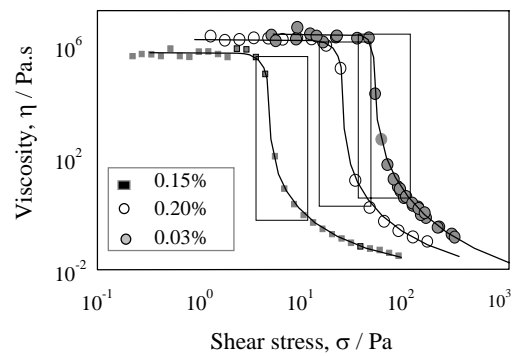 10^6
10^2
10^-2
Viscosity, η / Pa.s
0.15%
0.20%
0.03%
10^-1 10^0 10^1 10^2 10^3
Shear stress, σ / Pa